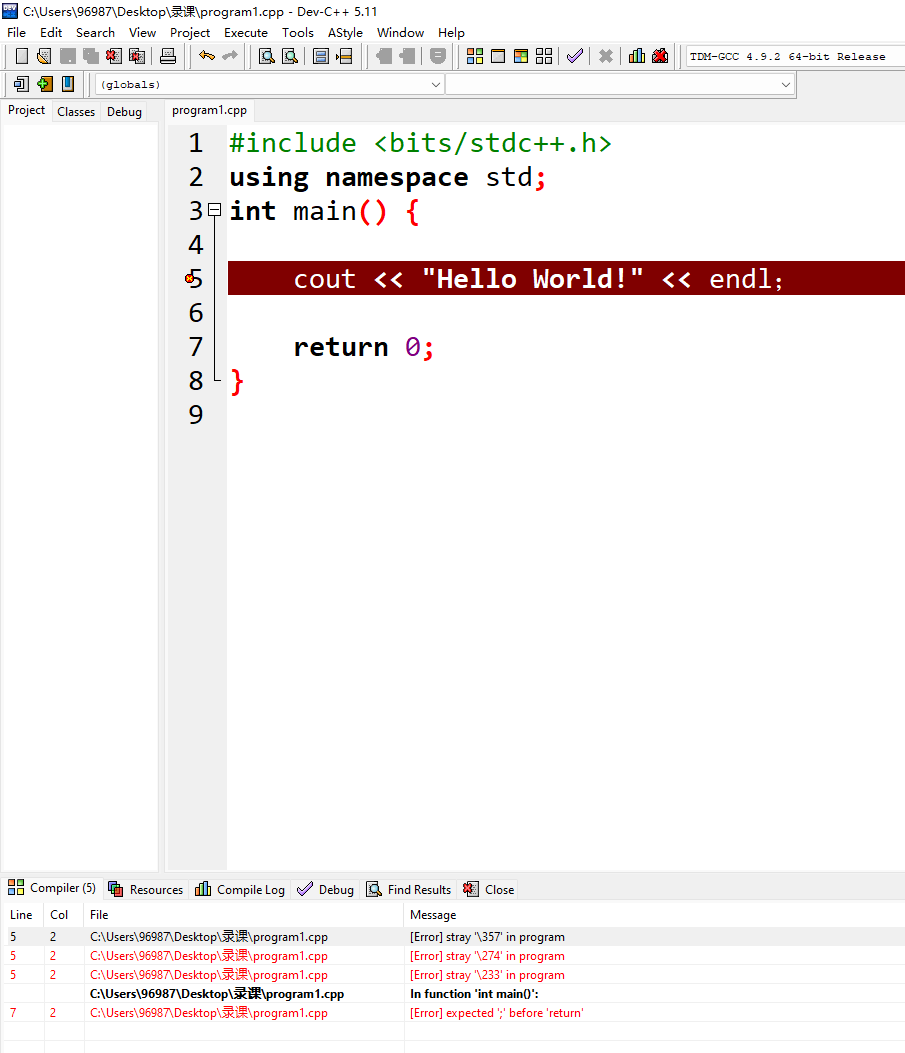 C:\Users\96987\Desktop\录课\program1.cpp - Dev-C++ 5.11
File Edit Search View Project Execute Tools AStyle Window Help
TDM-GCC 4.9.2 64-bit Release
(globals)
Project Classes Debug program1.cpp
1 #include <bits/stdc++.h>
2 using namespace std;
3 int main() {
4
5 cout << "Hello World!" << endl；
6
7 return 0;
8 }
9
Compiler (5) Resources Compile Log Debug Find Results Close
Line Col File Message
5 2 C:\Users\96987\Desktop\录课\program1.cpp [Error] stray '\357' in program
5 2 C:\Users\96987\Desktop\录课\program1.cpp [Error] stray '\274' in program
5 2 C:\Users\96987\Desktop\录课\program1.cpp [Error] stray '\233' in program
C:\Users\96987\Desktop\录课\program1.cpp In function 'int main()':
7 2 C:\Users\96987\Desktop\录课\program1.cpp [Error] expected ';' before 'return'